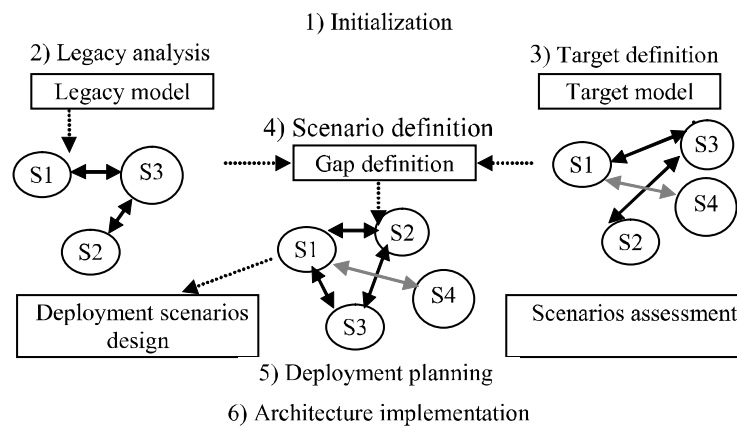 1) Initialization
2) Legacy analysis
3) Target definition
Legacy model
Target model
4) Scenario definition
Gap definition
S1
S3
S2
S1
S3
S4
S2
S1
S2
S4
S3
Deployment scenarios
design
Scenarios assessment
5) Deployment planning
6) Architecture implementation